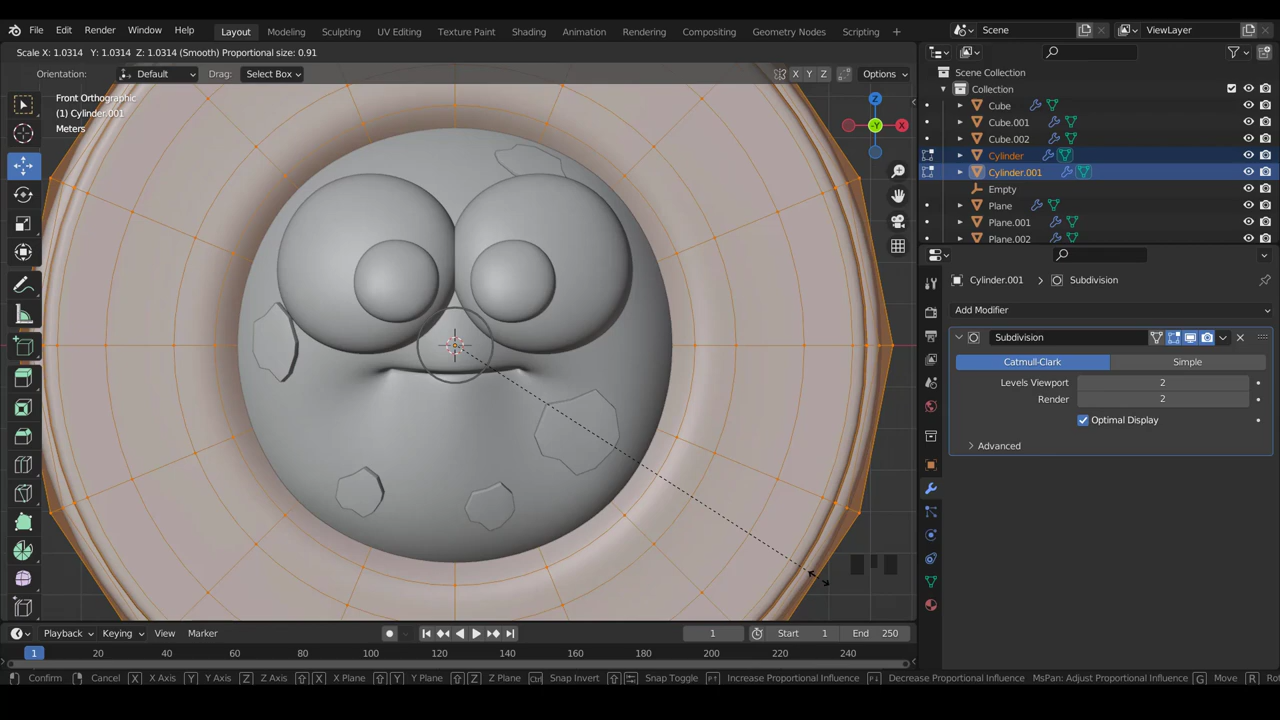 File Edit Render Window Help Layout Modeling Sculpting UV Editing Texture Paint Shading Animation Rendering Compositing Geometry Nodes Scripting + Scene ViewLayer
Scale X: 1.0314 Y: 1.0314 Z: 1.0314 (Smooth) Proportional size: 0.91
Orientation: Default Drag: Select Box X Y Z Options
Front Orthographic
(1) Cylinder.001
Meters
Z
-Y X
Scene Collection
Collection
Cube
Cube.001
Cube.002
Cylinder
Cylinder.001
Empty
Plane
Plane.001
Plane.002
Cylinder.001 > Subdivision
Add Modifier
Subdivision
Catmull-Clark Simple
Levels Viewport 2
Render 2
Optimal Display
Advanced
Playback Keying View Marker 1 Start 1 End 250
1 20 40 60 80 100 120 140 160 180 200 220 240
Confirm Cancel X X Axis Y Y Axis Z Z Axis X X Plane Y Y Plane Z Z Plane Ctrl Snap Invert Snap Toggle Increase Proportional Influence Decrease Proportional Influence MsPan: Adjust Proportional Influence G Move R